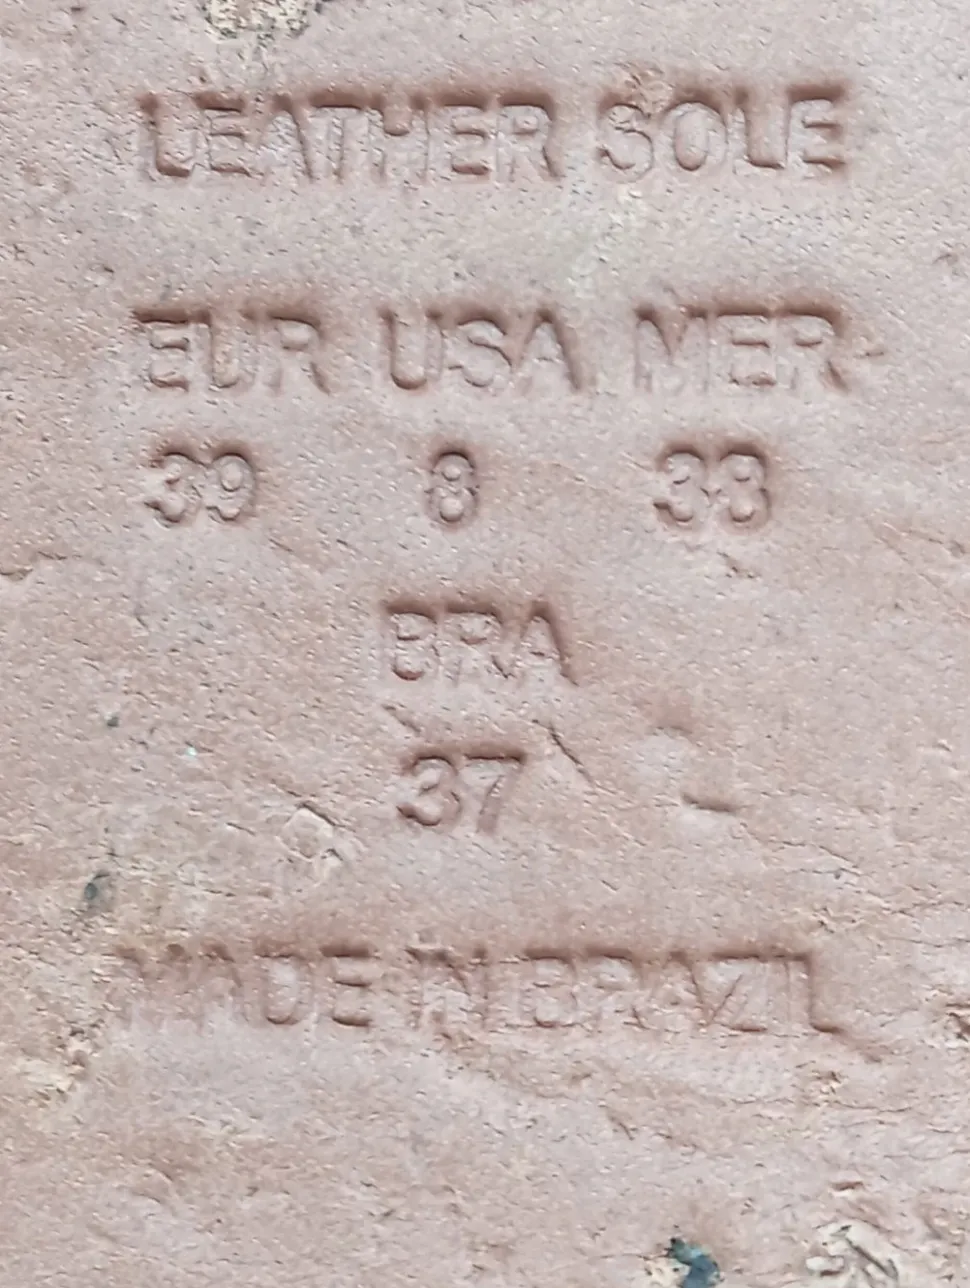 LEATHER SOLE
EUR USA MER
39 8 38
BRA
37
MADE IN BRAZIL